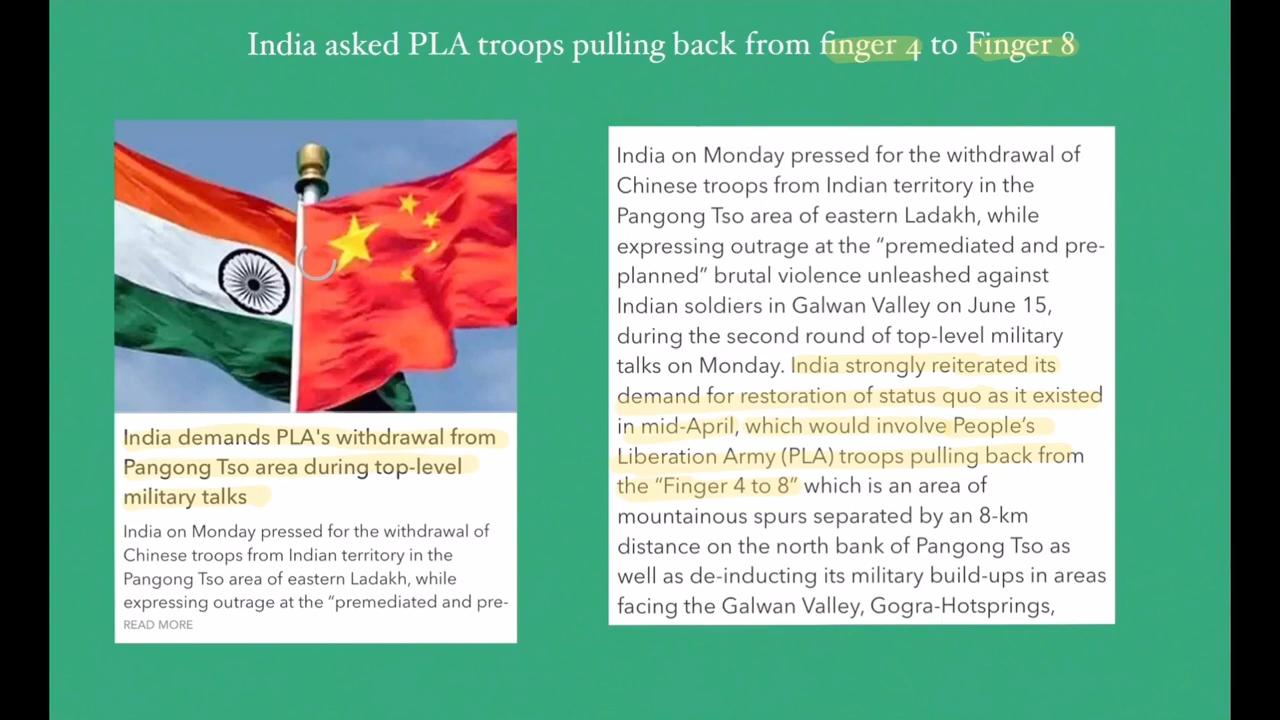 India asked PLA troops pulling back from finger 4 to Finger 8
India demands PLA's withdrawal from
Pangong Tso area during top-level
military talks
India on Monday pressed for the withdrawal of
Chinese troops from Indian territory in the
Pangong Tso area of eastern Ladakh, while
expressing outrage at the “premediated and pre-
READ MORE
India on Monday pressed for the withdrawal of
Chinese troops from Indian territory in the
Pangong Tso area of eastern Ladakh, while
expressing outrage at the “premediated and pre-
planned” brutal violence unleashed against
Indian soldiers in Galwan Valley on June 15,
during the second round of top-level military
talks on Monday. India strongly reiterated its
demand for restoration of status quo as it existed
in mid-April, which would involve People’s
Liberation Army (PLA) troops pulling back from
the “Finger 4 to 8” which is an area of
mountainous spurs separated by an 8-km
distance on the north bank of Pangong Tso as
well as de-inducting its military build-ups in areas
facing the Galwan Valley, Gogra-Hotsprings,